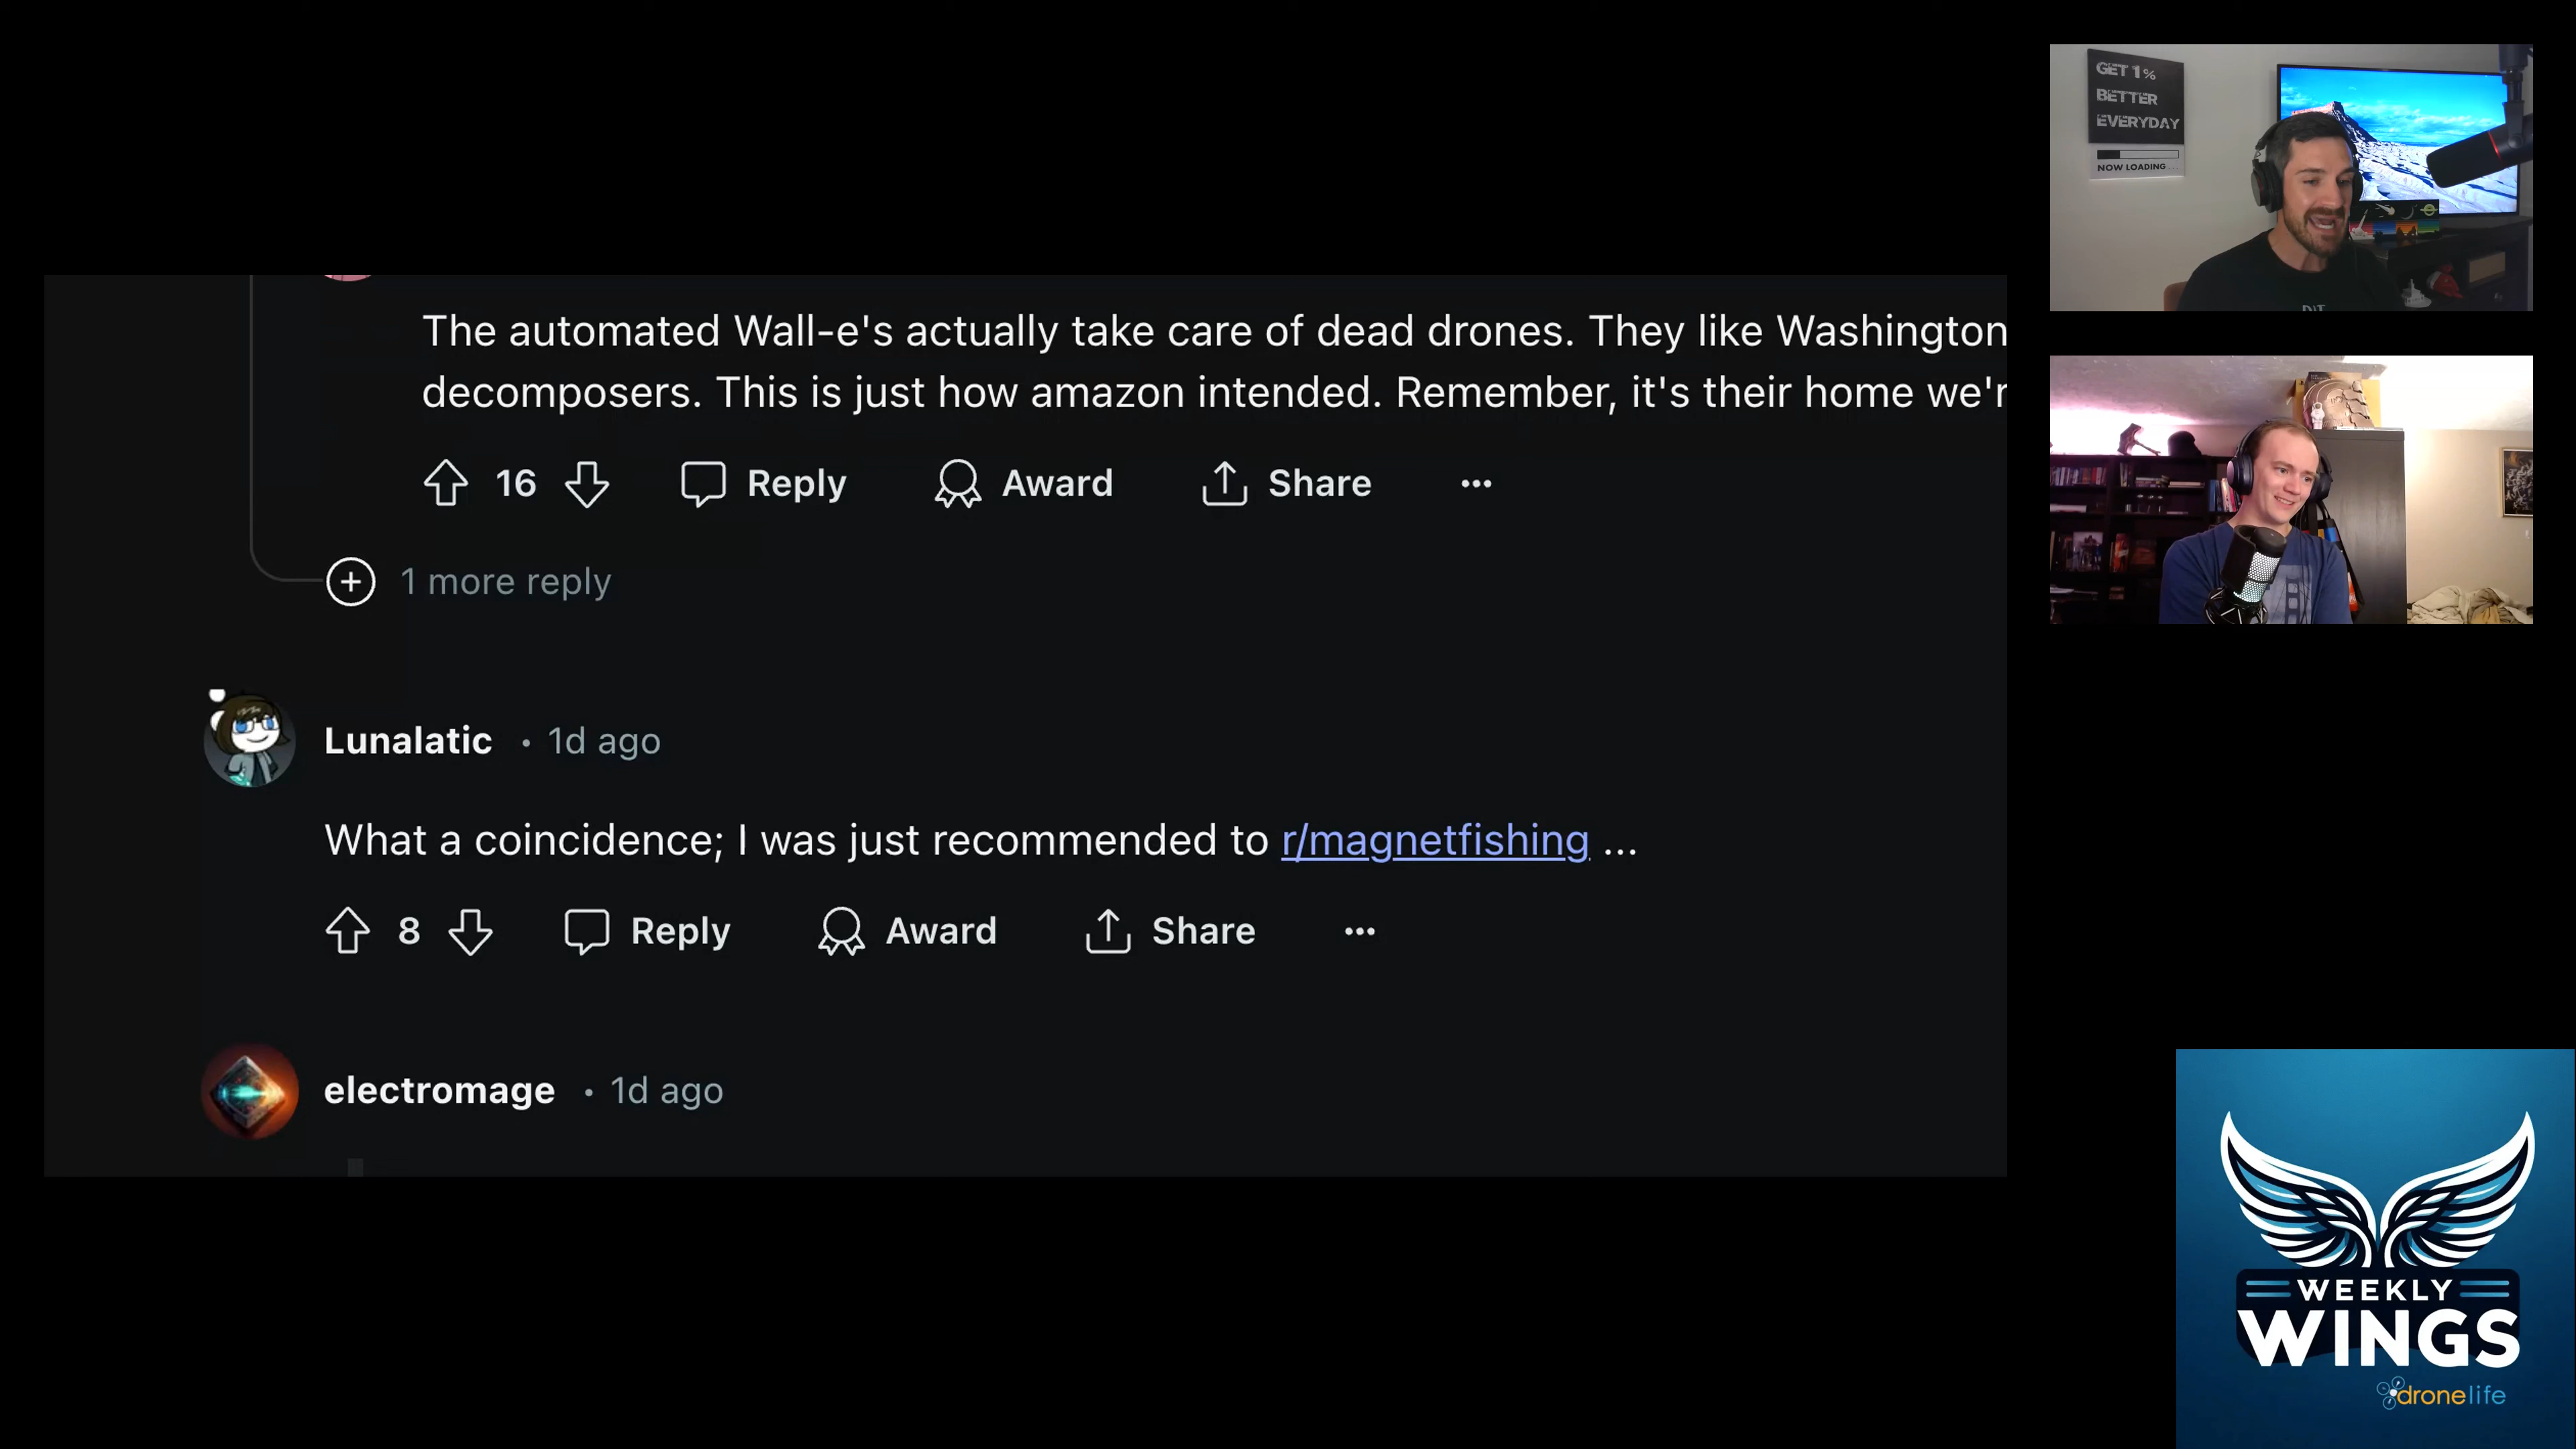 The automated Wall-e's actually take care of dead drones. They like Washington
decomposers. This is just how amazon intended. Remember, it's their home we'r
16 Reply Award Share ...
1 more reply
Lunalatic • 1d ago
What a coincidence; I was just recommended to r/magnetfishing ...
8 Reply Award Share ...
electromage • 1d ago
GET 1%
BETTER
EVERYDAY
NOW LOADING ...
WEEKLY
WINGS
dronelife